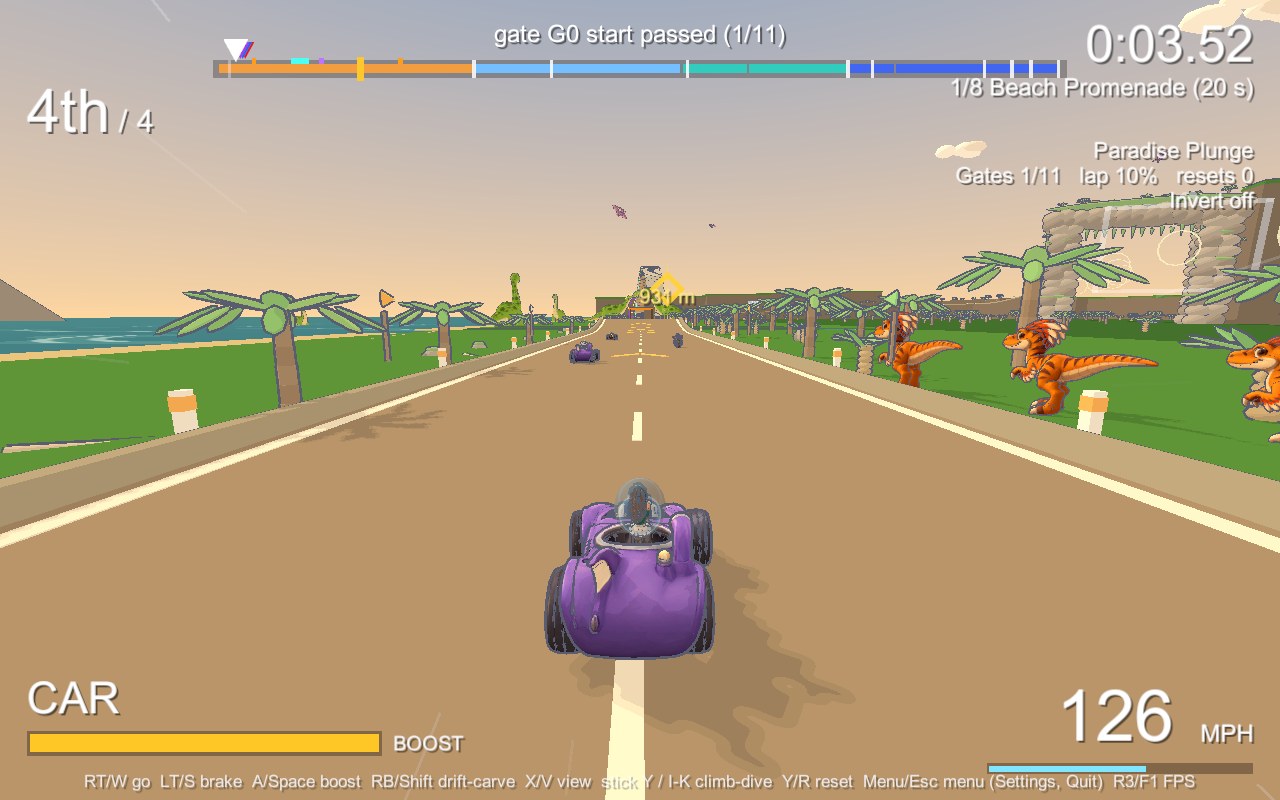 gate G0 start passed (1/11)
0:03.52
1/8 Beach Promenade (20 s)
4th / 4
Paradise Plunge
Gates 1/11 lap 10% resets 0
Invert off
931 m
CAR
BOOST
126 MPH
RT/W go LT/S brake A/Space boost RB/Shift drift-carve X/V view stick Y / I-K climb-dive Y/R reset Menu/Esc menu (Settings, Quit) R3/F1 FPS